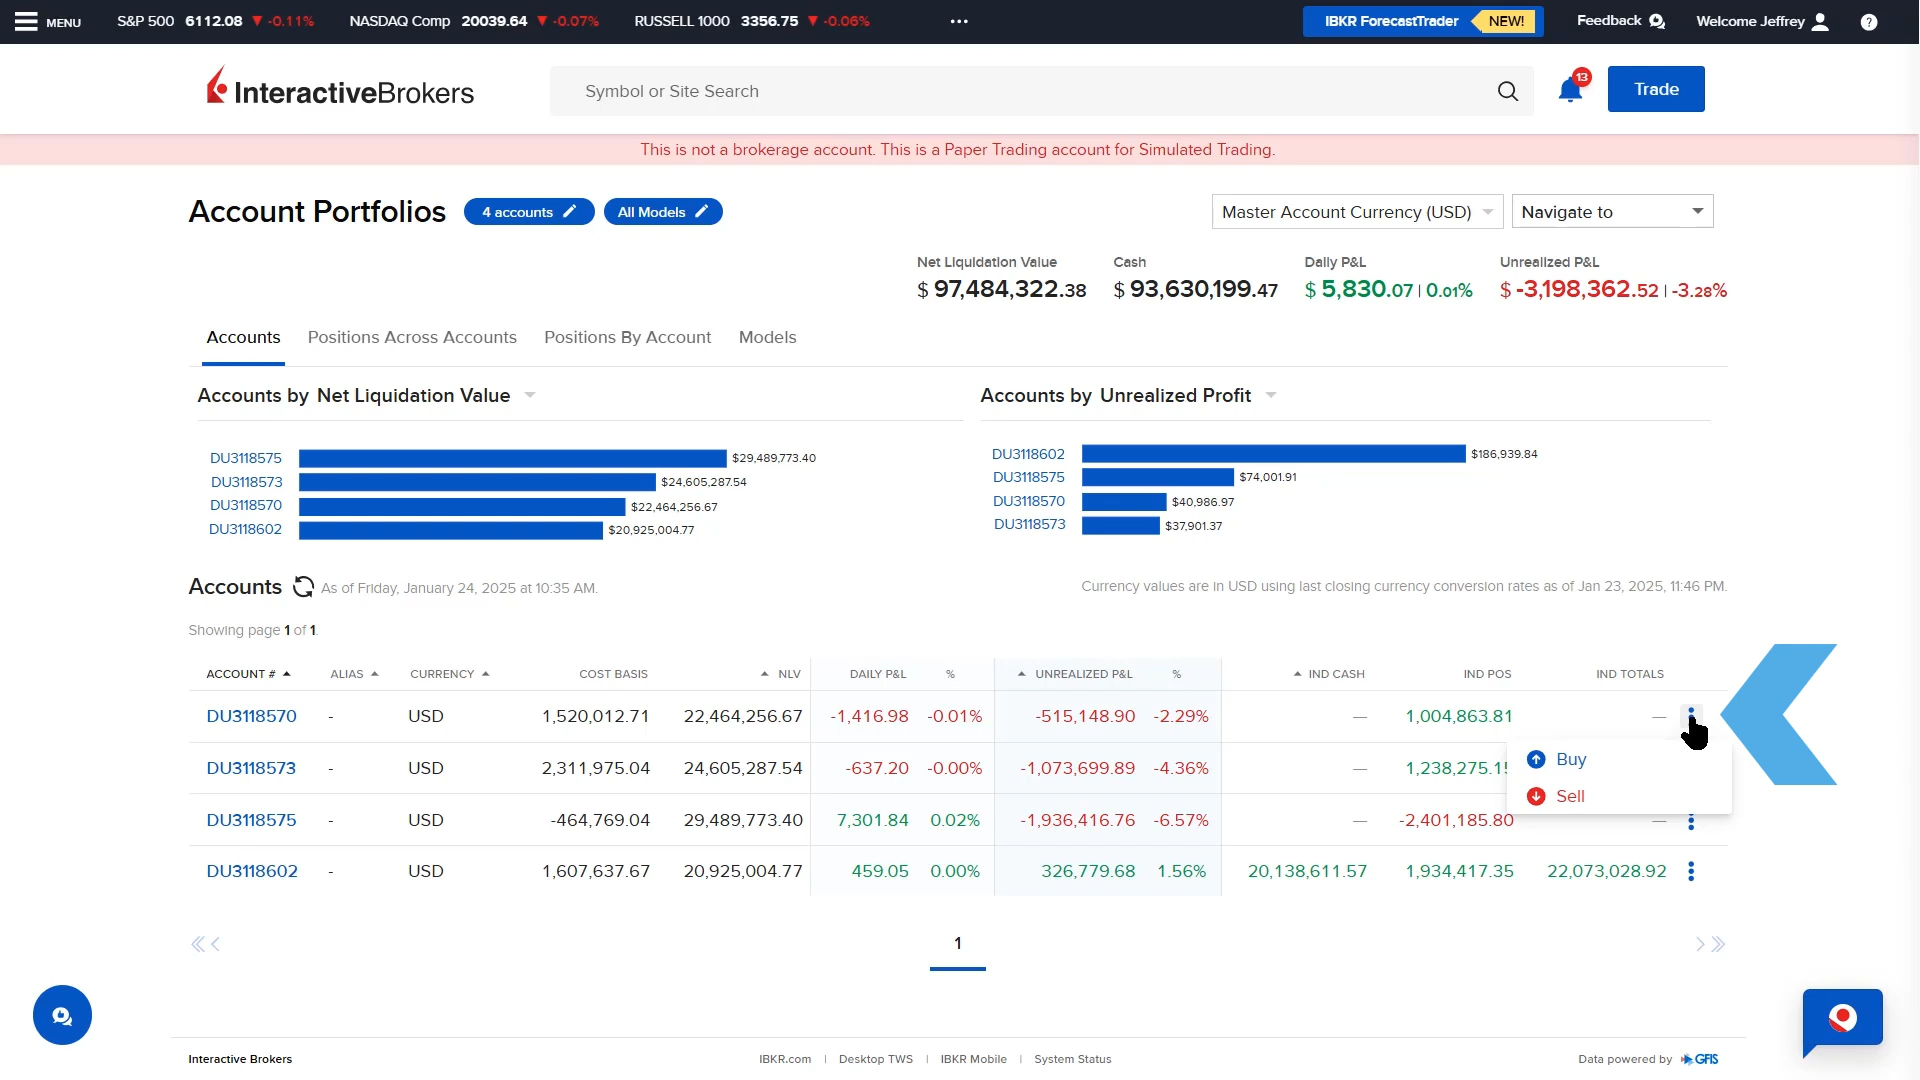 MENU S&P 500 6112.08 -0.11% NASDAQ Comp 20039.64 -0.07% RUSSELL 1000 3356.75 -0.06% ... IBKR ForecastTrader NEW! Feedback Welcome Jeffrey ?
InteractiveBrokers Symbol or Site Search 13 Trade
This is not a brokerage account. This is a Paper Trading account for Simulated Trading.
Account Portfolios 4 accounts All Models Master Account Currency (USD) Navigate to
Net Liquidation Value Cash Daily P&L Unrealized P&L
$ 97,484,322.38 $ 93,630,199.47 $ 5,830.07 | 0.01% $ -3,198,362.52 | -3.28%
Accounts Positions Across Accounts Positions By Account Models
Accounts by Net Liquidation Value
DU3118575 $29,489,773.40
DU3118573 $24,605,287.54
DU3118570 $22,464,256.67
DU3118602 $20,925,004.77
Accounts by Unrealized Profit
DU3118602 $186,939.84
DU3118575 $74,001.91
DU3118570 $40,986.97
DU3118573 $37,901.37
Accounts As of Friday, January 24, 2025 at 10:35 AM. Currency values are in USD using last closing currency conversion rates as of Jan 23, 2025, 11:46 PM.
Showing page 1 of 1.
ACCOUNT # ALIAS CURRENCY COST BASIS NLV DAILY P&L % UNREALIZED P&L % IND CASH IND POS IND TOTALS
DU3118570 - USD 1,520,012.71 22,464,256.67 -1,416.98 -0.01% -515,148.90 -2.29% — 1,004,863.81 —
Buy
DU3118573 - USD 2,311,975.04 24,605,287.54 -637.20 -0.00% -1,073,699.89 -4.36% — 1,238,275.15
Sell
DU3118575 - USD -464,769.04 29,489,773.40 7,301.84 0.02% -1,936,416.76 -6.57% — -2,401,185.80 —
DU3118602 - USD 1,607,637.67 20,925,004.77 459.05 0.00% 326,779.68 1.56% 20,138,611.57 1,934,417.35 22,073,028.92
1
Interactive Brokers IBKR.com | Desktop TWS | IBKR Mobile | System Status Data powered by GFIS